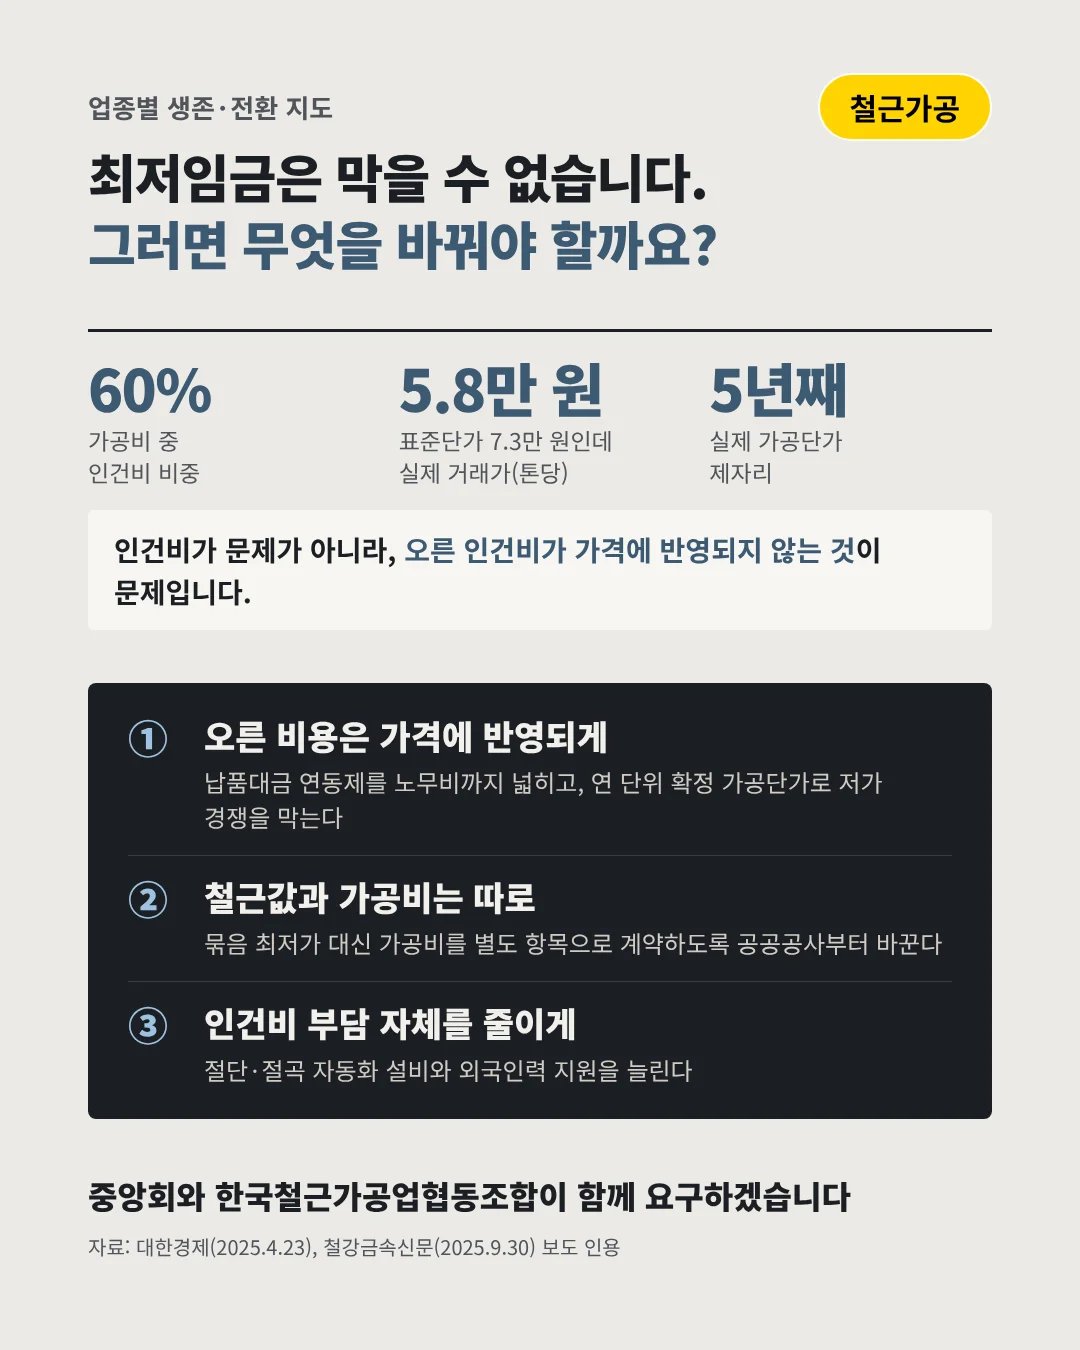 업종별 생존·전환 지도
철근가공
최저임금은 막을 수 없습니다.
그러면 무엇을 바꿔야 할까요?
60%
가공비 중
인건비 비중
5.8만 원
표준단가 7.3만 원인데
실제 거래가(톤당)
5년째
실제 가공단가
제자리
인건비가 문제가 아니라, 오른 인건비가 가격에 반영되지 않는 것이
문제입니다.
① 오른 비용은 가격에 반영되게
납품대금 연동제를 노무비까지 넓히고, 연 단위 확정 가공단가로 저가
경쟁을 막는다
② 철근값과 가공비는 따로
묶음 최저가 대신 가공비를 별도 항목으로 계약하도록 공공공사부터 바꾼다
③ 인건비 부담 자체를 줄이게
절단·절곡 자동화 설비와 외국인력 지원을 늘린다
중앙회와 한국철근가공업협동조합이 함께 요구하겠습니다
자료: 대한경제(2025.4.23), 철강금속신문(2025.9.30) 보도 인용